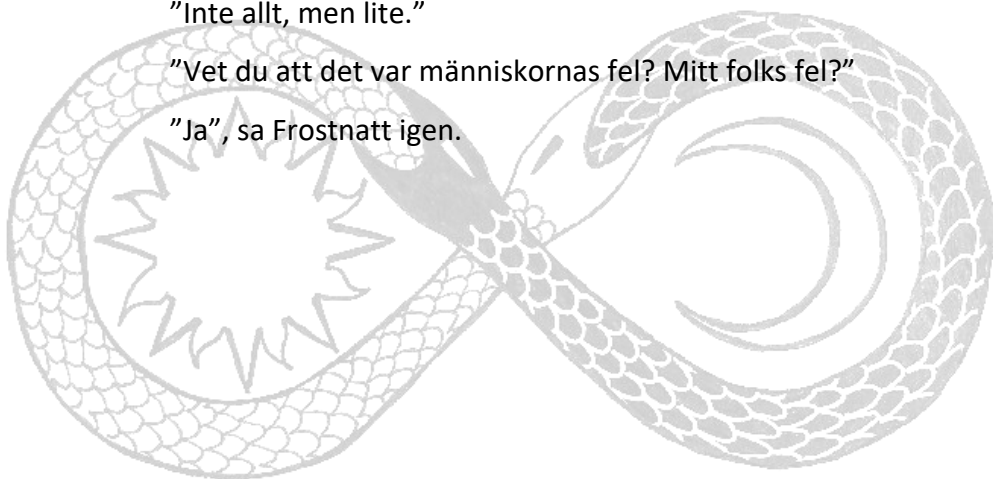 ”Inte allt, men lite.”
”Vet du att det var människornas fel? Mitt folks fel?”
”Ja”, sa Frostnatt igen.